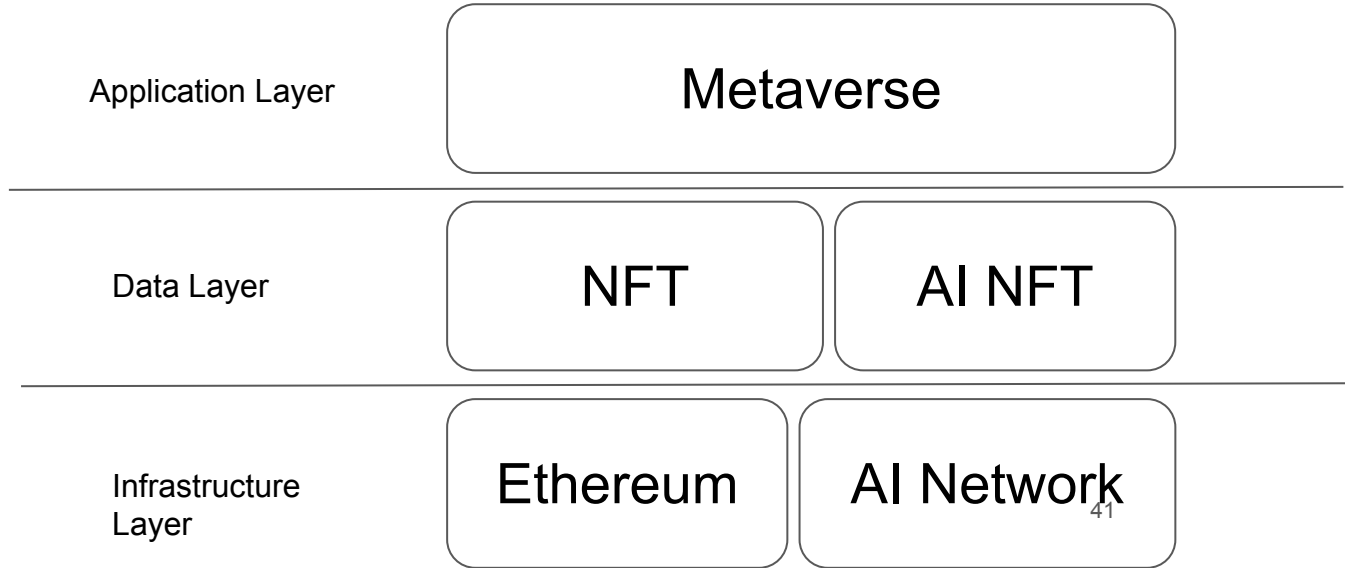 Application Layer
Metaverse
Data Layer
NFT
AI NFT
Infrastructure
Layer
Ethereum
AI Network
41